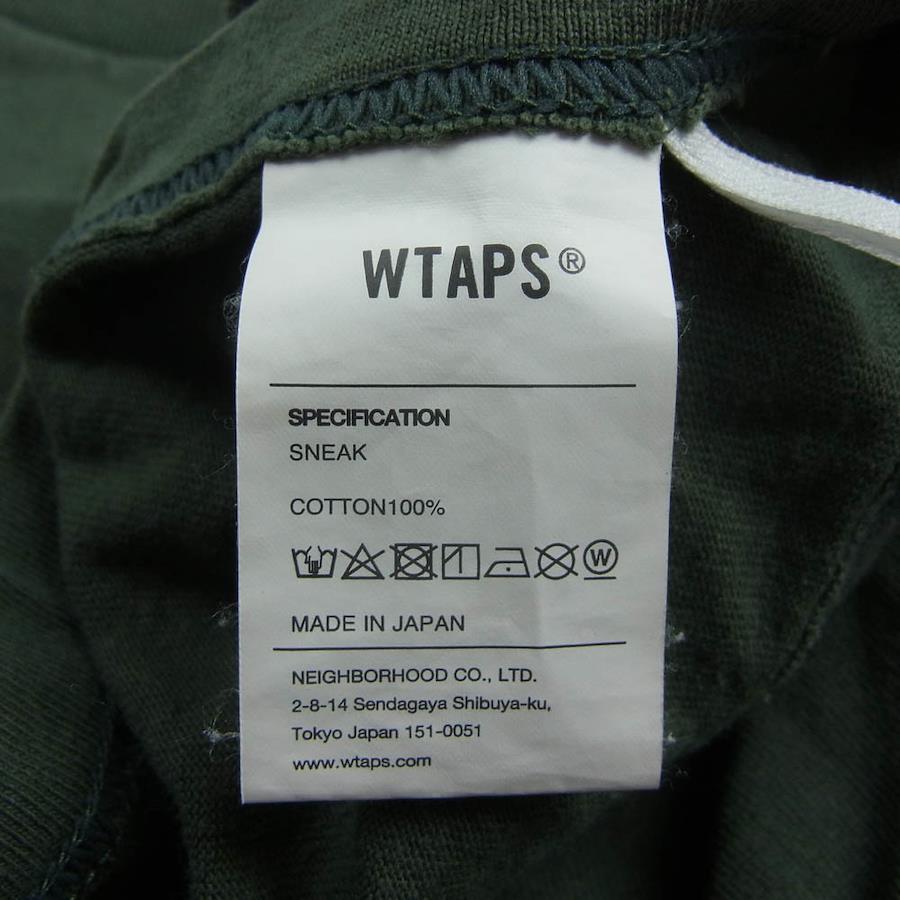 WTAPS®
SPECIFICATION
SNEAK
COTTON100%
W
MADE IN JAPAN
NEIGHBORHOOD CO., LTD.
2-8-14 Sendagaya Shibuya-ku,
Tokyo Japan 151-0051
www.wtaps.com